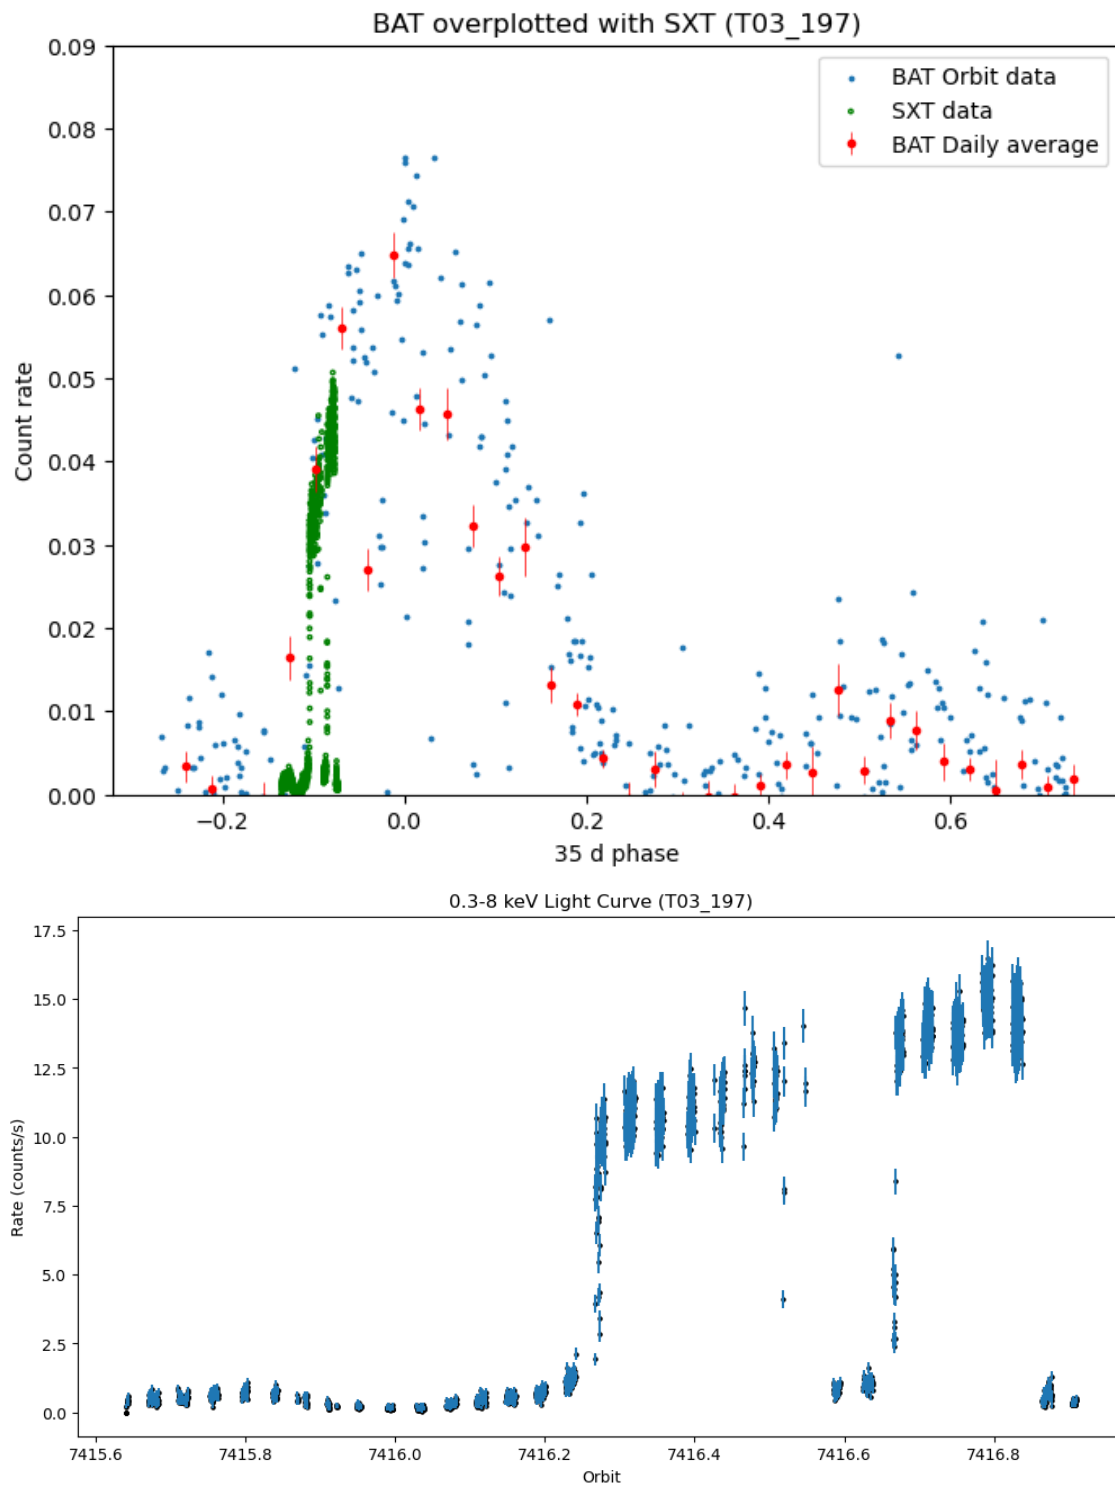 BAT overplotted with SXT (T03_197)
0.09
0.08
0.07
0.06
0.05
0.04
0.03
0.02
0.01
0.00
Count rate
BAT Orbit data
SXT data
BAT Daily average
−0.2 0.0 0.2 0.4 0.6
35 d phase
0.3-8 keV Light Curve (T03_197)
17.5
15.0
12.5
10.0
7.5
5.0
2.5
0.0
Rate (counts/s)
7415.6 7415.8 7416.0 7416.2 7416.4 7416.6 7416.8
Orbit